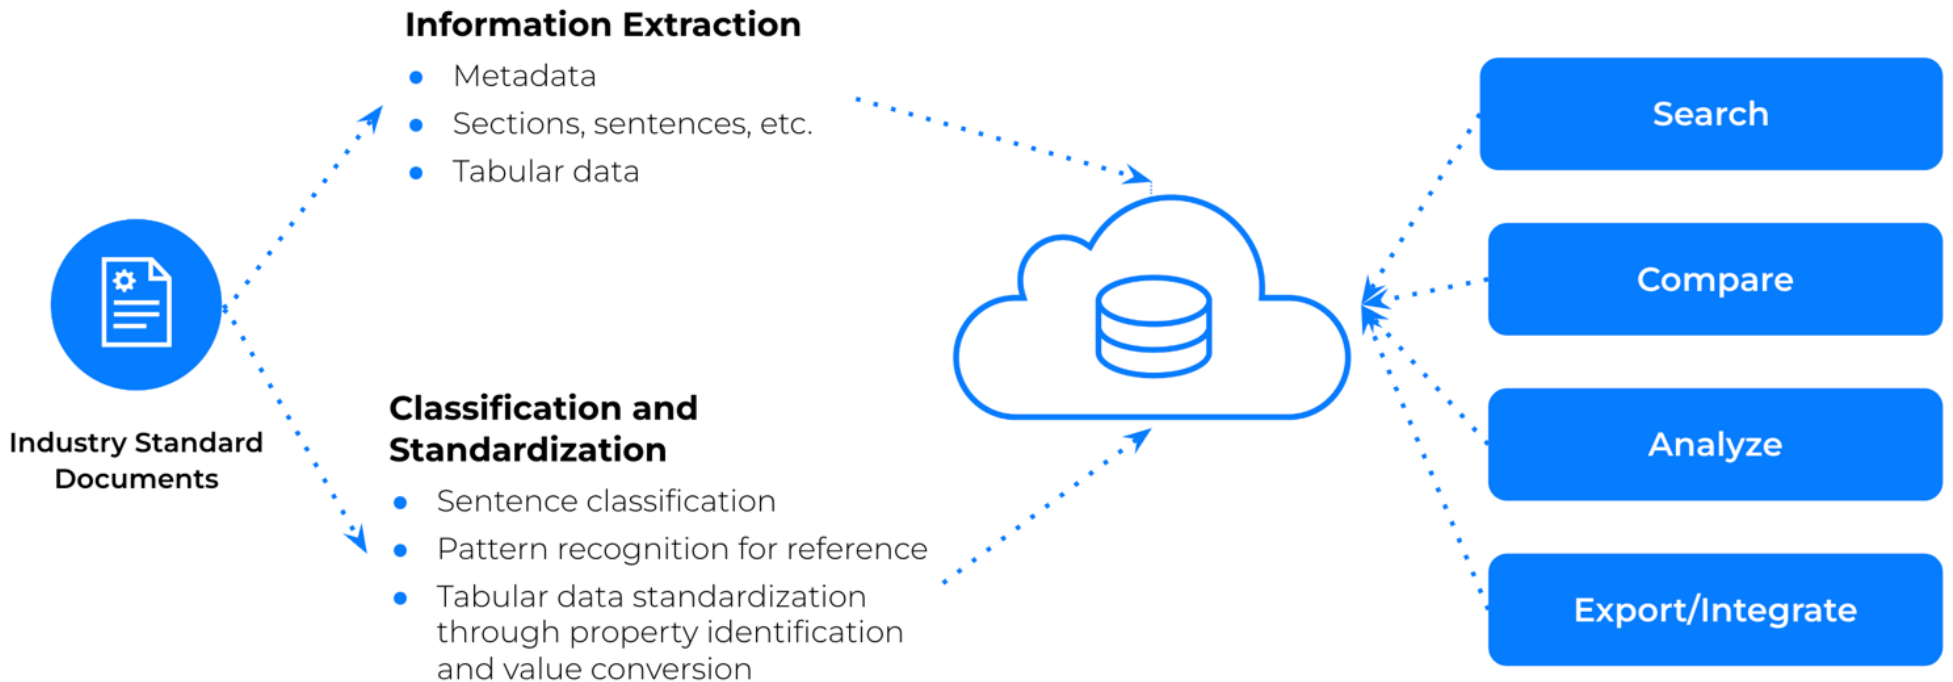 Information Extraction
Metadata
Sections, sentences, etc.
Tabular data
Industry Standard
Documents
Classification and
Standardization
Sentence classification
Pattern recognition for reference
Tabular data standardization
through property identification
and value conversion
Search
Compare
Analyze
Export/Integrate